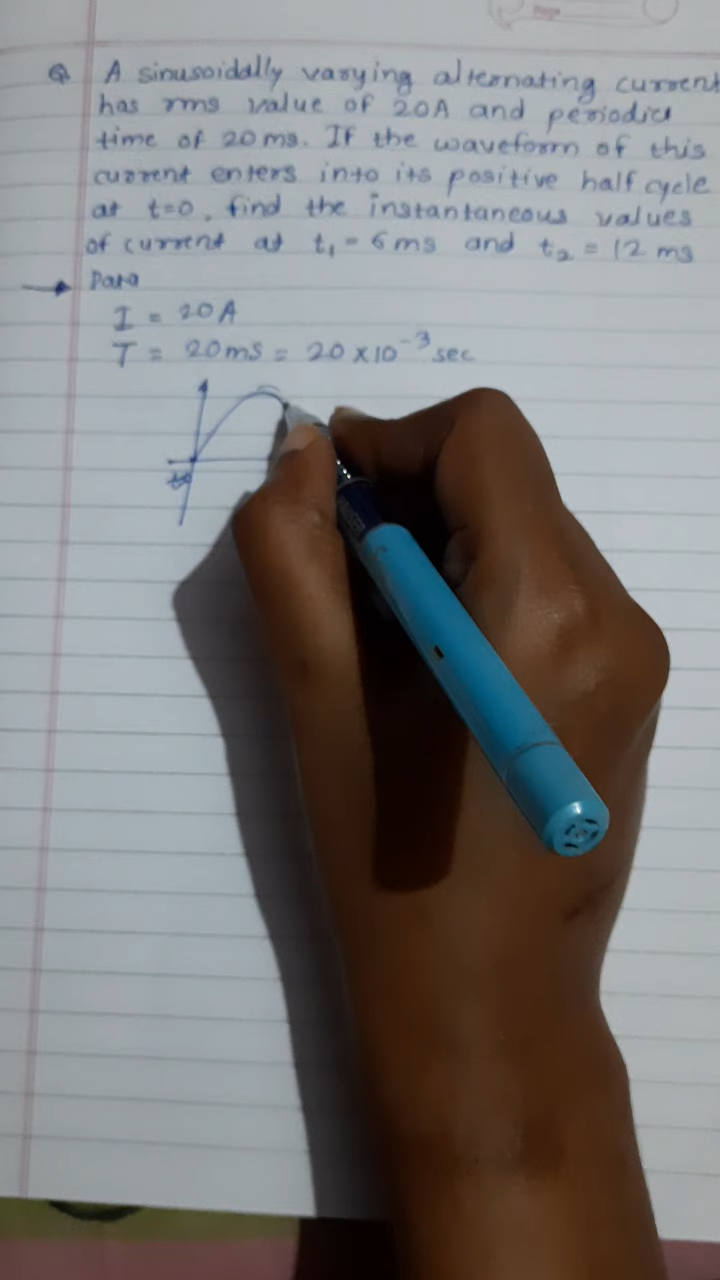 Page
Q A sinusoidally varying alternating current
has rms value of 20A and periodict
time of 20ms. If the waveform of this
current enters into its positive half cycle
at t=0, find the instantaneous values
of current at t₁ = 6ms and t₂ = 12 ms
→ Data
I = 20A
T = 20ms = 20 × 10⁻³ sec